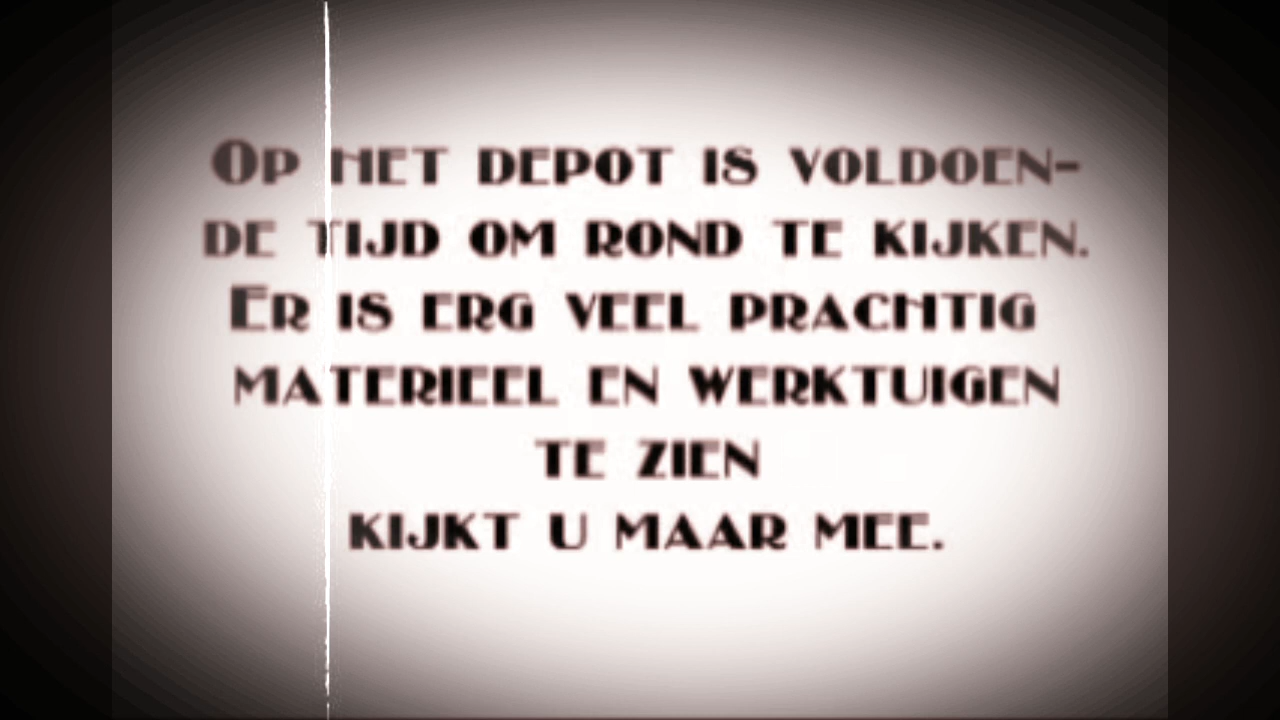 Op het depot is voldoen-
de tijd om rond te kijken.
Er is erg veel prachtig
materieel en werktuigen
te zien
kijkt u maar mee.